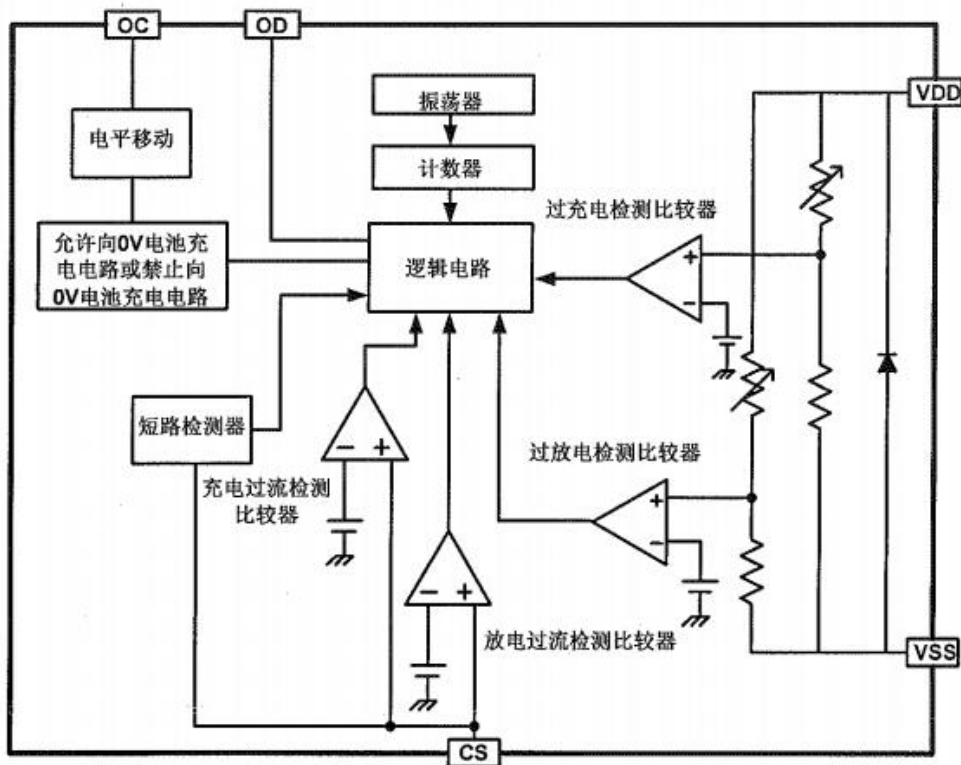 OC
OD
振荡器
VDD
电平移动
计数器
过充电检测比较器
允许向0V电池充
电电路或禁止向
0V电池充电电路
逻辑电路
+
−
短路检测器
− +
过放电检测比较器
充电过流检测
比较器
+
−
− +
放电过流检测比较器
VSS
CS